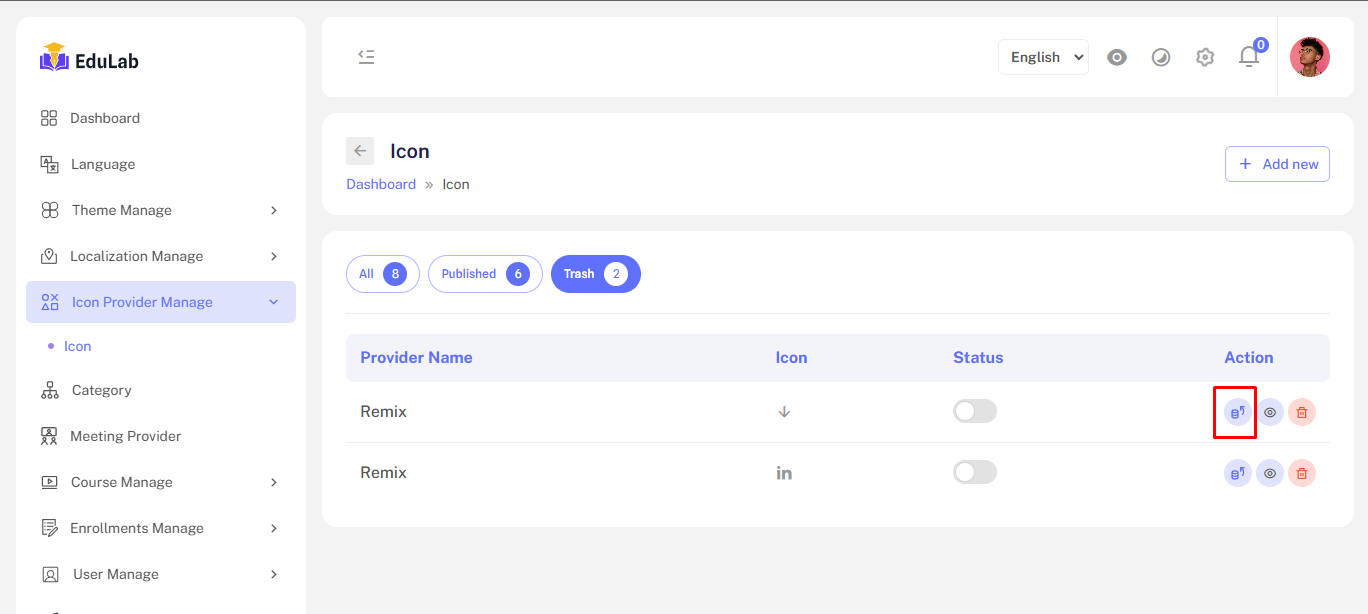 EduLab
Dashboard
Language
Theme Manage
Localization Manage
Icon Provider Manage
Icon
Category
Meeting Provider
Course Manage
Enrollments Manage
User Manage
English
0
Icon
Dashboard » Icon
+ Add new
All 8
Published 6
Trash 2
Provider Name Icon Status Action
Remix
Remix in